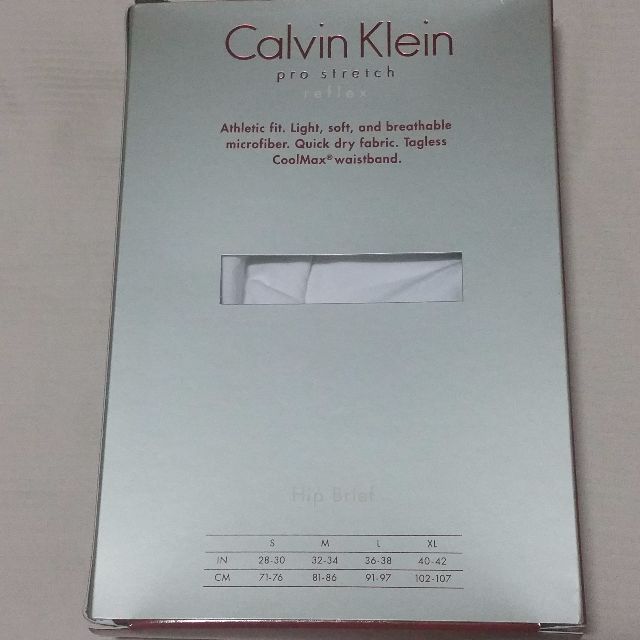 Calvin Klein
pro stretch
reflex
Athletic fit. Light, soft, and breathable
microfiber. Quick dry fabric. Tagless
CoolMax® waistband.
Hip Brief
S M L XL
IN 28-30 32-34 36-38 40-42
CM 71-76 81-86 91-97 102-107